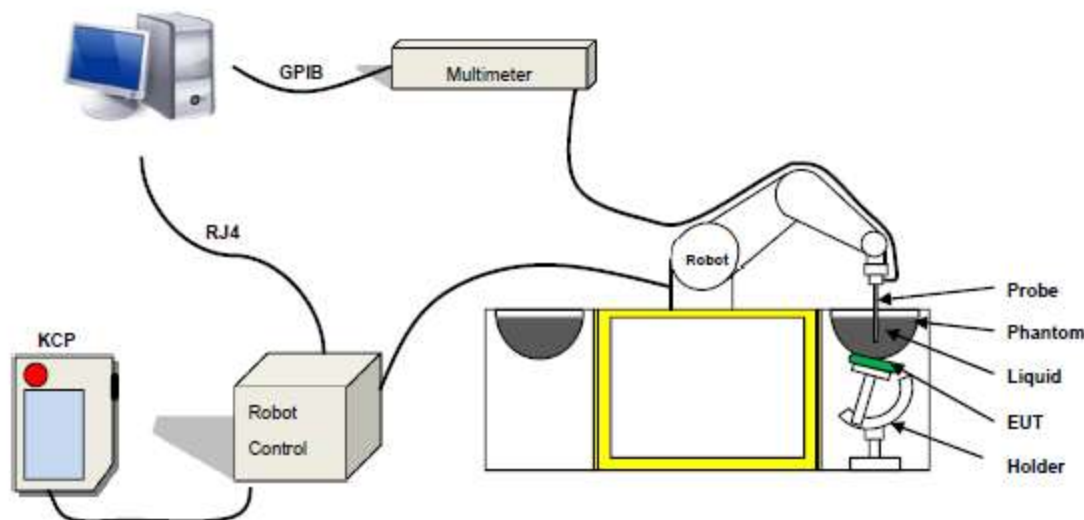 GPIB
Multimeter
RJ4
Robot
Probe
Phantom
KCP
Liquid
Robot
Control
EUT
Holder